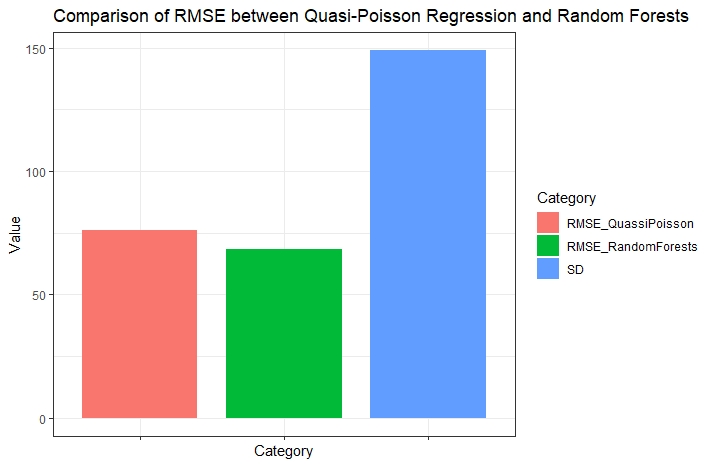 Comparison of RMSE between Quasi-Poisson Regression and Random Forests
150
100
50
0
Value
Category
Category
RMSE_QuassiPoisson
RMSE_RandomForests
SD